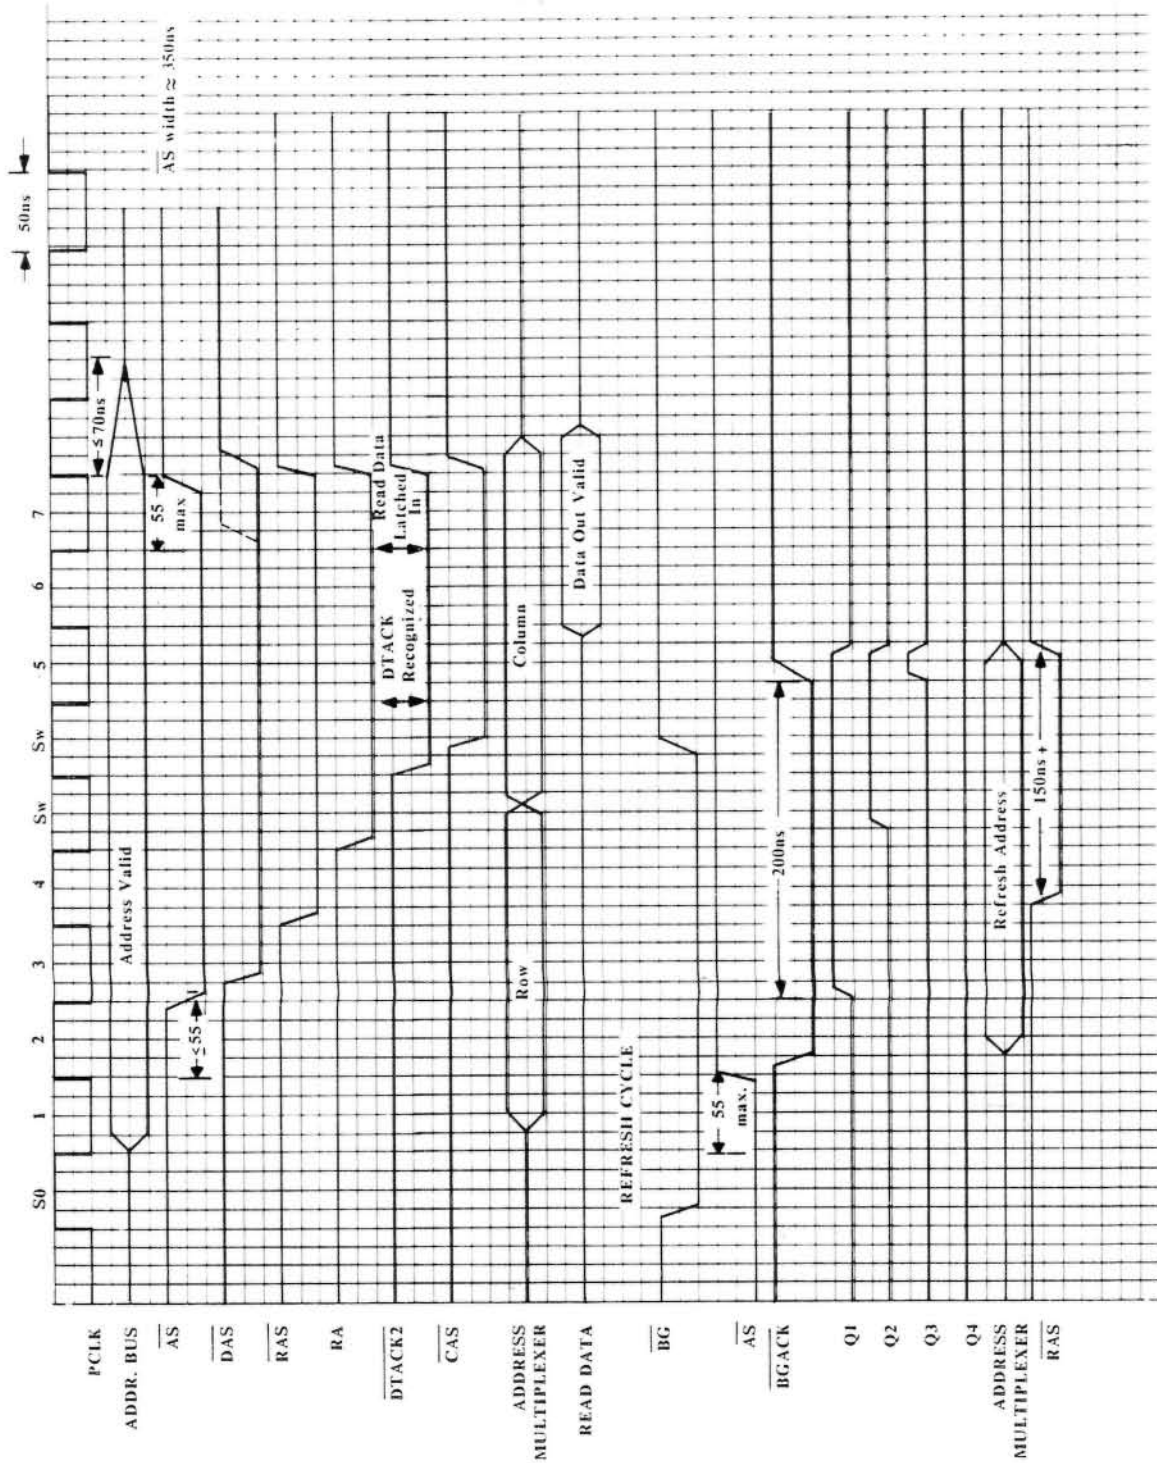 50ns
AS width ≈ 350ns
S0 1 2 3 4 Sw Sw 5 6 7
PCLK
≤70ns
ADDR. BUS
Address Valid
AS
≤55
55
max
DAS
RAS
RA
DTACK2
DTACK
Recognized
Read Data
Latched
In
CAS
ADDRESS
MULTIPLEXER
Row
Column
READ DATA
Data Out Valid
REFRESH CYCLE
BG
AS
55
max.
BGACK
200ns
Q1
Q2
Q3
Q4
ADDRESS
MULTIPLEXER
Refresh Address
RAS
150ns +